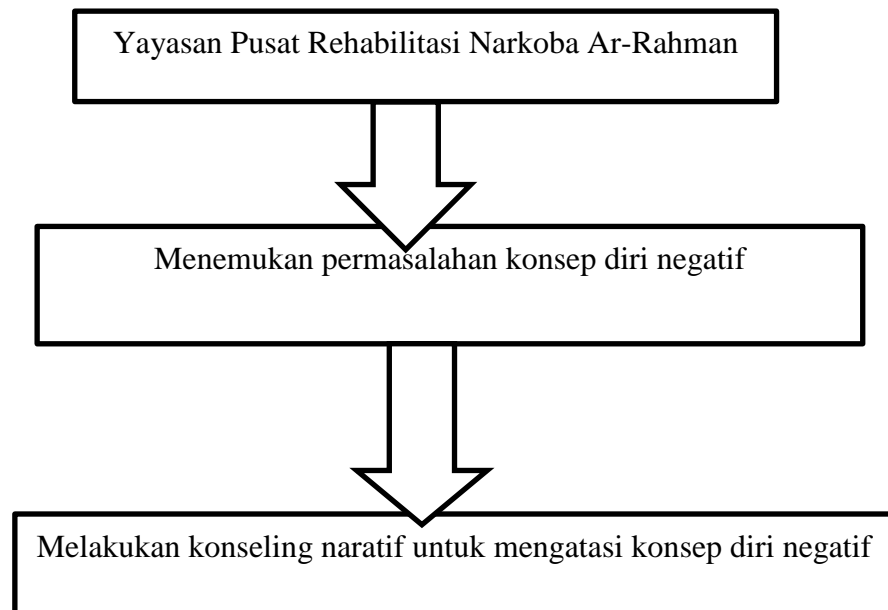 Yayasan Pusat Rehabilitasi Narkoba Ar-Rahman
Menemukan permasalahan konsep diri negatif
Melakukan konseling naratif untuk mengatasi konsep diri negatif